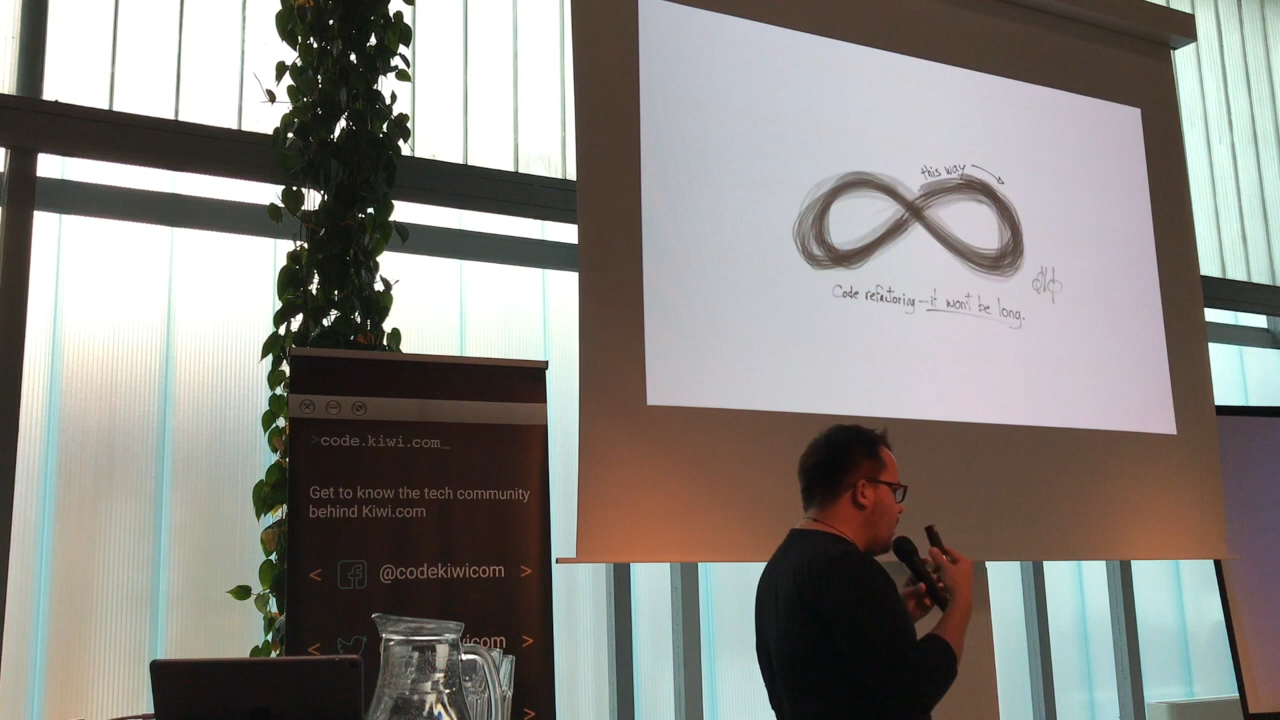 this way
Code refactoring – it won't be long.
>code.kiwi.com_
Get to know the tech community
behind Kiwi.com
< @codekiwicom >
< wicom >
>